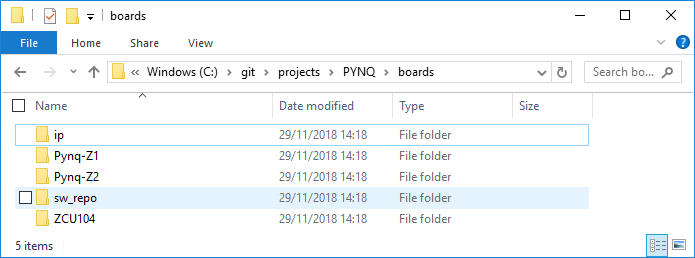 boards
File Home Share View
Windows (C:) git projects PYNQ boards Search bo...
Name Date modified Type Size
ip 29/11/2018 14:18 File folder
Pynq-Z1 29/11/2018 14:18 File folder
Pynq-Z2 29/11/2018 14:18 File folder
sw_repo 29/11/2018 14:18 File folder
ZCU104 29/11/2018 14:18 File folder
5 items